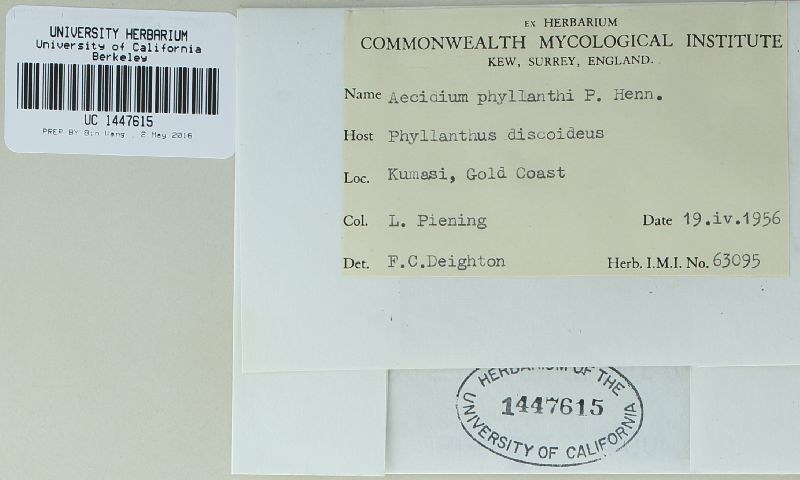 UNIVERSITY HERBARIUM
University of California
Berkeley
UC 1447615
PREP BY Bin Wang , 2 May 2016
EX HERBARIUM
COMMONWEALTH MYCOLOGICAL INSTITUTE
KEW, SURREY, ENGLAND.
Name Aecidium phyllanthi P. Henn.
Host Phyllanthus discoideus
Loc. Kumasi, Gold Coast
Col. L. Piening Date 19.iv.1956
Det. F.C.Deighton Herb. I.M.I. No. 63095
HERBARIUM OF THE
1447615
UNIVERSITY OF CALIFORNIA